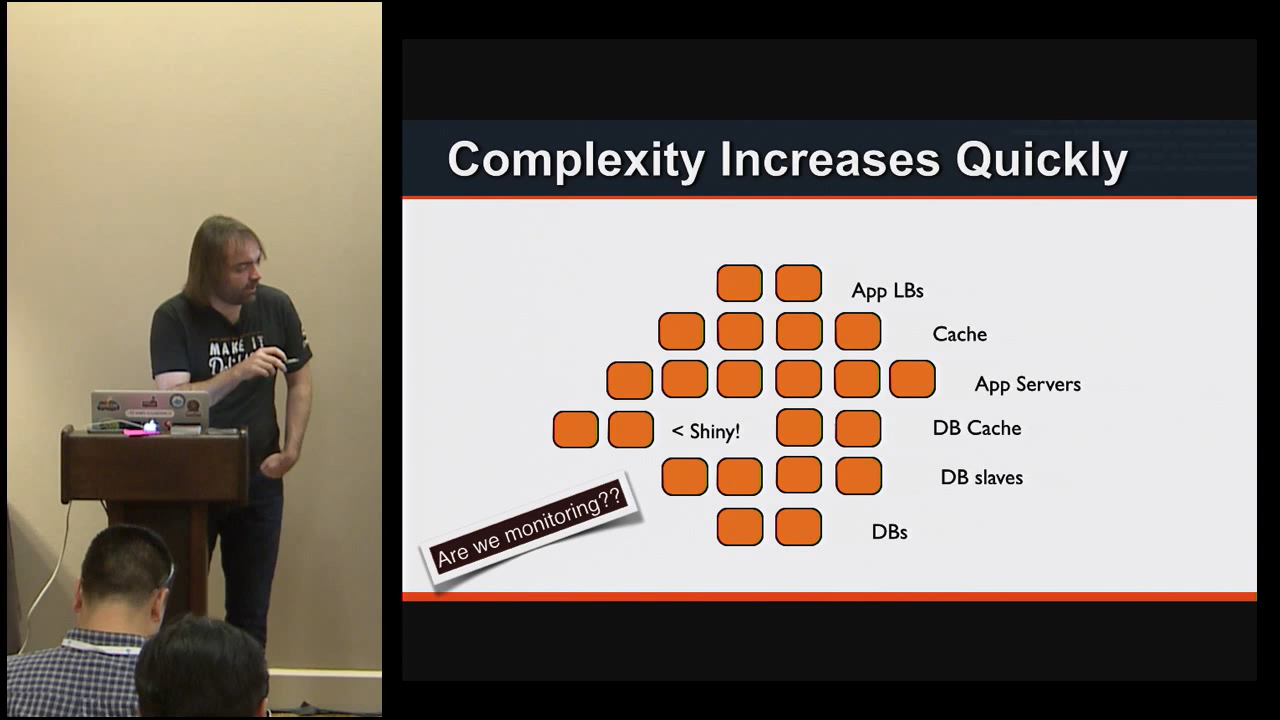 Complexity Increases Quickly
App LBs
Cache
App Servers
< Shiny!
DB Cache
DB slaves
Are we monitoring??
DBs
MAKE IT